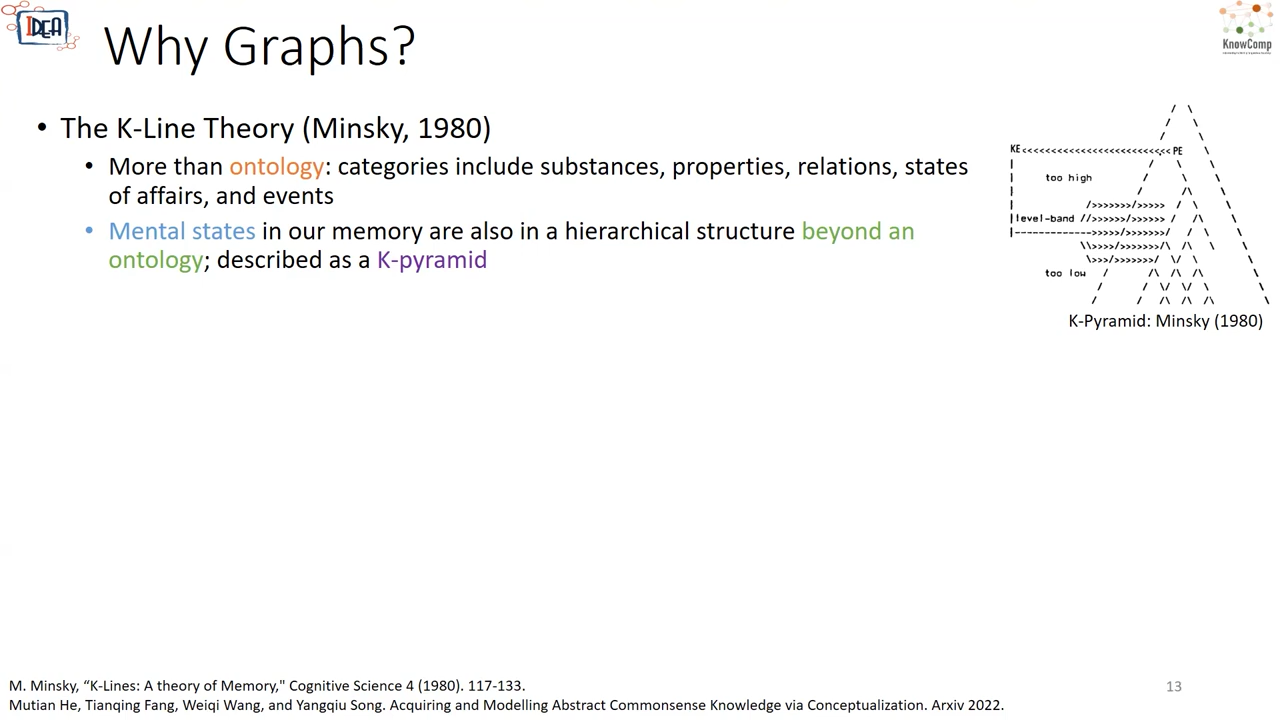 IDEA
Why Graphs?
KnowComp
• The K-Line Theory (Minsky, 1980)
• More than ontology: categories include substances, properties, relations, states
of affairs, and events
• Mental states in our memory are also in a hierarchical structure beyond an
ontology; described as a K-pyramid
KE<<<<<<<<<<<<<<<<<<<<<<<<<<PE
too high
level-band
too low
K-Pyramid: Minsky (1980)
M. Minsky, “K-Lines: A theory of Memory," Cognitive Science 4 (1980). 117-133.
Mutian He, Tianqing Fang, Weiqi Wang, and Yangqiu Song. Acquiring and Modelling Abstract Commonsense Knowledge via Conceptualization. Arxiv 2022.
13